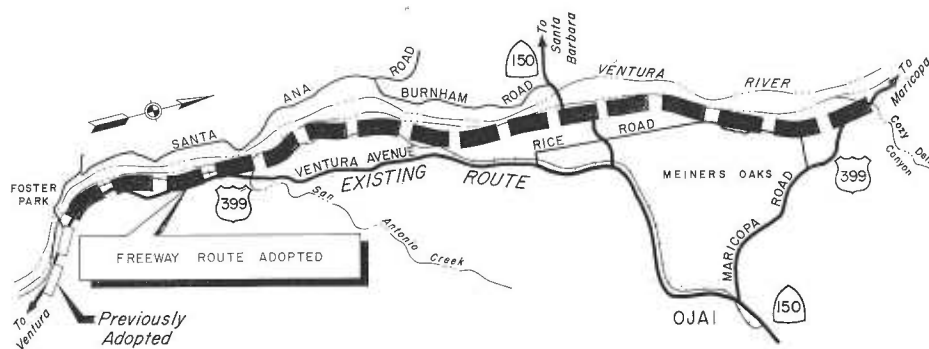 To
Santa
Barbara
150
VENTURA
RIVER
To
Maricopa
ROAD
BURNHAM
ROAD
ANA
SANTA
RICE
ROAD
Cozy Dell
Canyon
VENTURA AVENUE
EXISTING
ROUTE
MEINERS OAKS
399
FOSTER
PARK
399
San
Antonio
Creek
MARICOPA
ROAD
FREEWAY ROUTE ADOPTED
To
Ventura
Previously
Adopted
OJAI
150